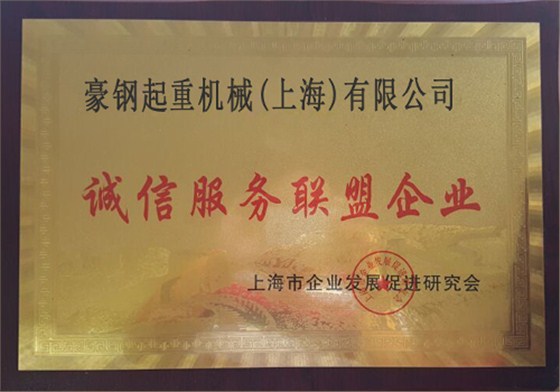 豪钢起重机械(上海)有限公司
诚信服务联盟企业
上海市企业发展促进研究会